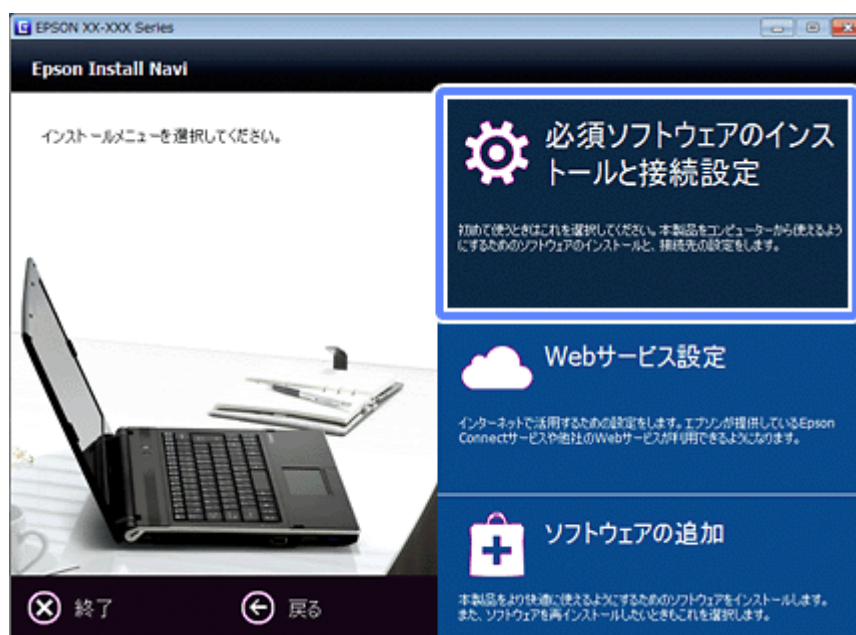 EPSON XX-XXX Series
Epson Install Navi
インストールメニューを選択してください。
必須ソフトウェアのインス
トールと接続設定
初めて使うときはこれを選択してください。本製品をコンピューターから使えるよう
にするためのソフトウェアのインストールと、接続先の設定をします。
Webサービス設定
インターネットで活用するための設定をします。エプソンが提供しているEpson
Connectサービスや他社のWebサービスが利用できるようになります。
ソフトウェアの追加
本製品をより快適に使えるようにするためのソフトウェアをインストールします。
また、ソフトウェアを再インストールしたいときもこれを選択します。
終了
戻る